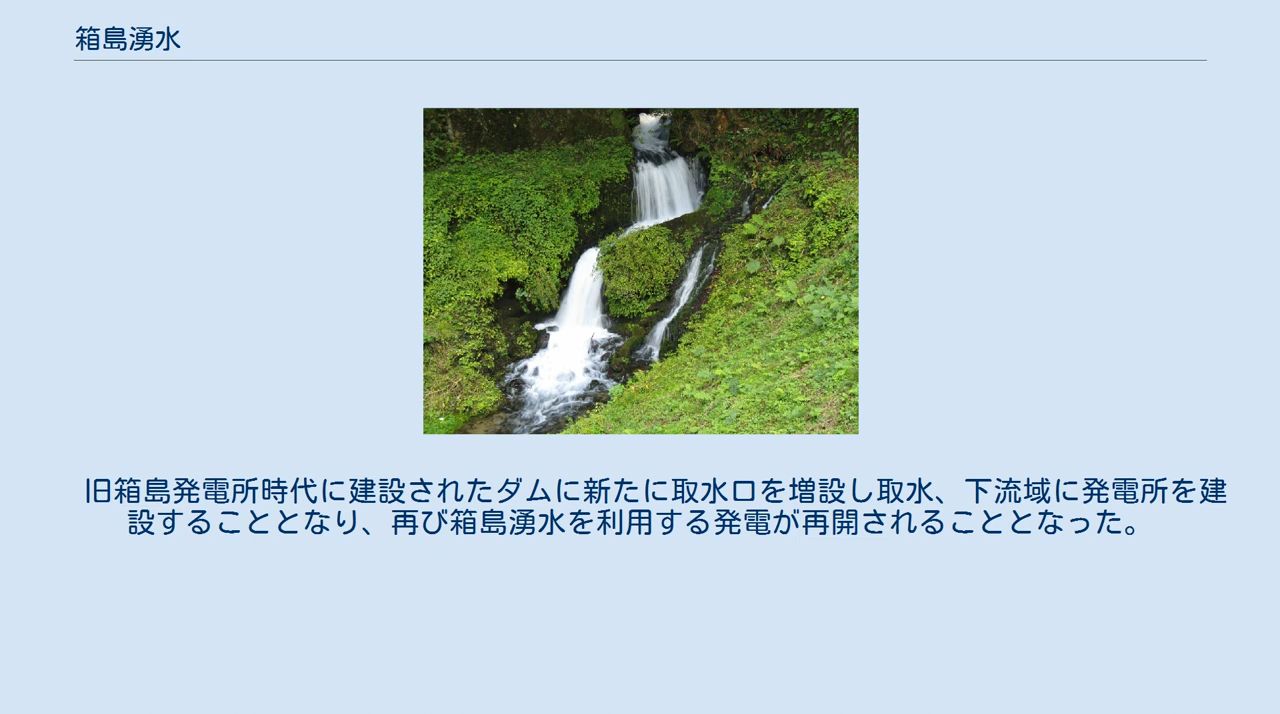 箱島湧水
旧箱島発電所時代に建設されたダムに新たに取水口を増設し取水、下流域に発電所を建
設することとなり、再び箱島湧水を利用する発電が再開されることとなった。